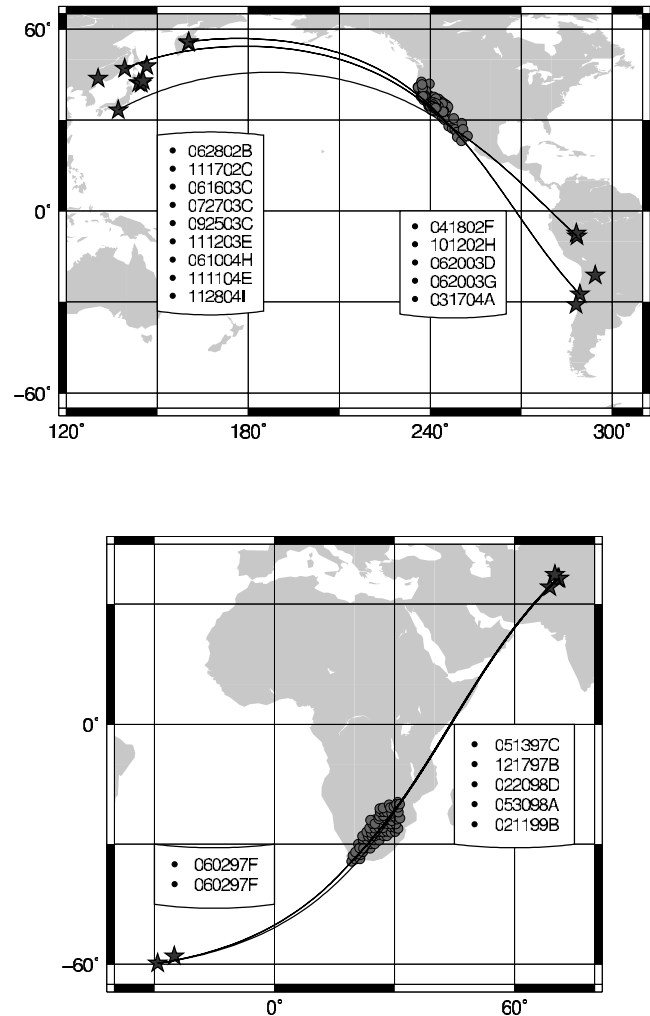 60°
062802B
111702C
061603C
072703C
092503C
111203E
061004H
111104E
112804I
0°
041802F
101202H
062003D
062003G
031704A
−60°
120° 180° 240° 300°
0°
051397C
121797B
022098D
053098A
021199B
060297F
060297F
−60°
0° 60°